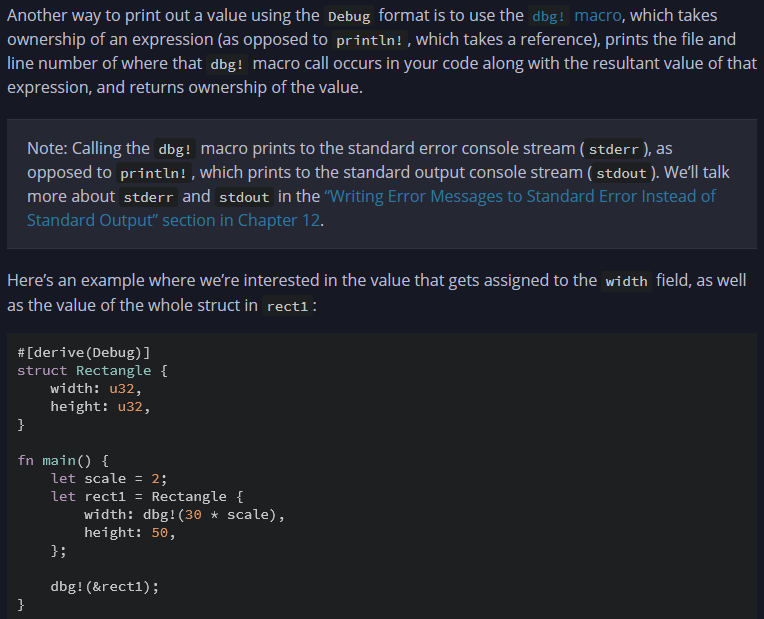 Another way to print out a value using the Debug format is to use the dbg! macro, which takes
ownership of an expression (as opposed to println!, which takes a reference), prints the file and
line number of where that dbg! macro call occurs in your code along with the resultant value of that
expression, and returns ownership of the value.
Note: Calling the dbg! macro prints to the standard error console stream (stderr), as
opposed to println!, which prints to the standard output console stream (stdout). We’ll talk
more about stderr and stdout in the “Writing Error Messages to Standard Error Instead of
Standard Output” section in Chapter 12.
Here’s an example where we’re interested in the value that gets assigned to the width field, as well
as the value of the whole struct in rect1:
#[derive(Debug)]
struct Rectangle {
    width: u32,
    height: u32,
}
fn main() {
    let scale = 2;
    let rect1 = Rectangle {
        width: dbg!(30 * scale),
        height: 50,
    };
    dbg!(&rect1);
}